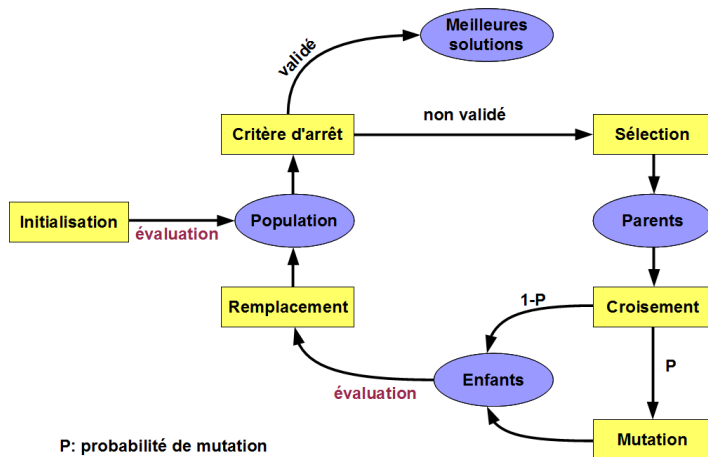 Meilleures
solutions
validé
Critère d'arrêt
non validé
Sélection
Initialisation
évaluation
Population
Parents
Remplacement
1-P
Croisement
P
évaluation
Enfants
Mutation
P: probabilité de mutation